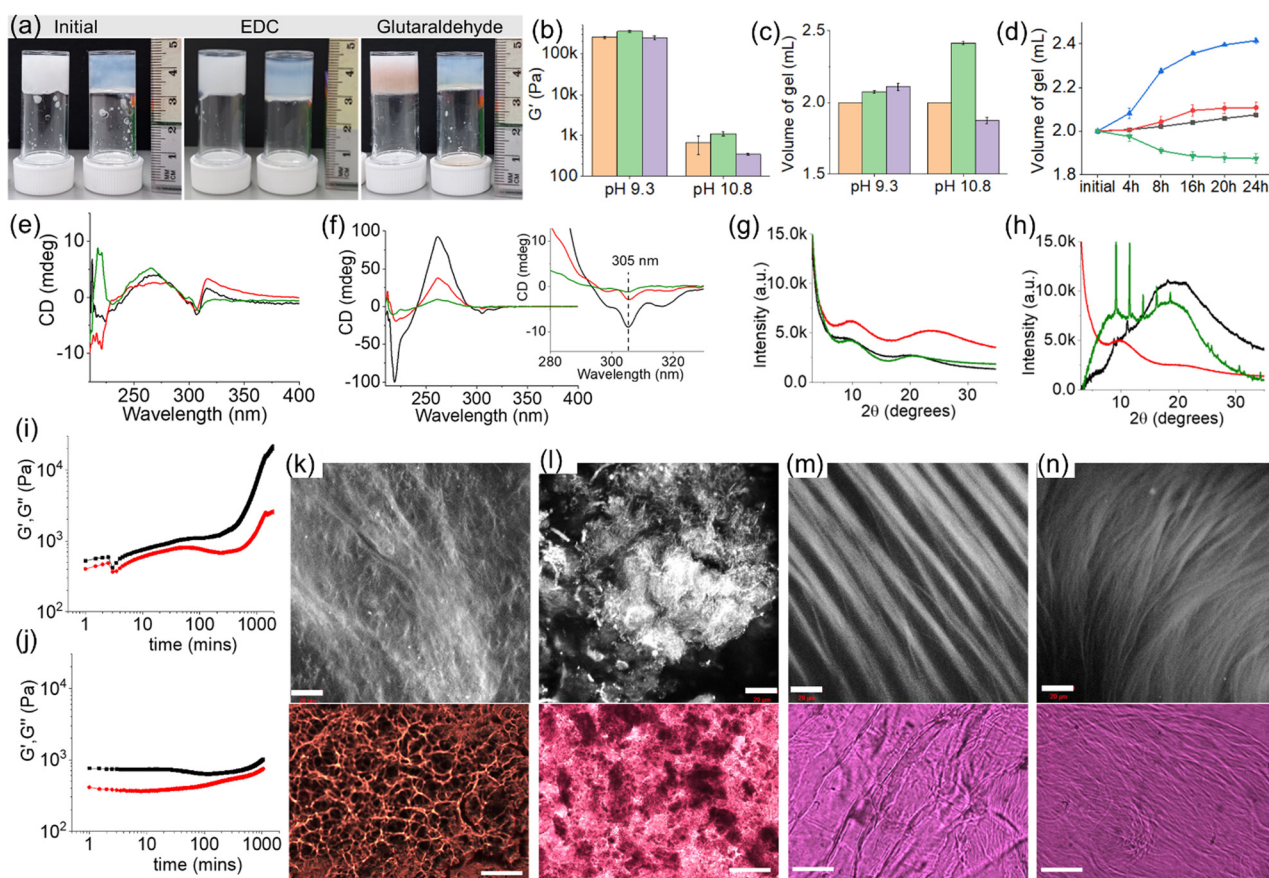 (a) Initial EDC Glutaraldehyde
(b)
G' (Pa)
100k
10k
1k
100
pH 9.3 pH 10.8
(c)
Volume of gel (mL)
2.5
2.0
1.5
pH 9.3 pH 10.8
(d)
Volume of gel (mL)
2.4
2.2
2.0
1.8
initial 4h 8h 16h 20h 24h
(e)
CD (mdeg)
10
0
-10
250 300 350 400
Wavelength (nm)
(f)
CD (mdeg)
100
50
0
-50
-100
250 300 350 400
Wavelength (nm)
CD (mdeg)
10
0
-10
305 nm
280 300 320
Wavelength (nm)
(g)
Intensity (a.u.)
15.0k
10.0k
5.0k
0.0
10 20 30
2θ (degrees)
(h)
Intensity (a.u.)
15.0k
10.0k
5.0k
0.0
10 20 30
2θ (degrees)
(i)
G',G" (Pa)
10⁴
10³
10²
1 10 100 1000
time (mins)
(j)
G',G" (Pa)
10⁴
10³
10²
1 10 100 1000
time (mins)
(k)
(l)
(m)
(n)
20 µm